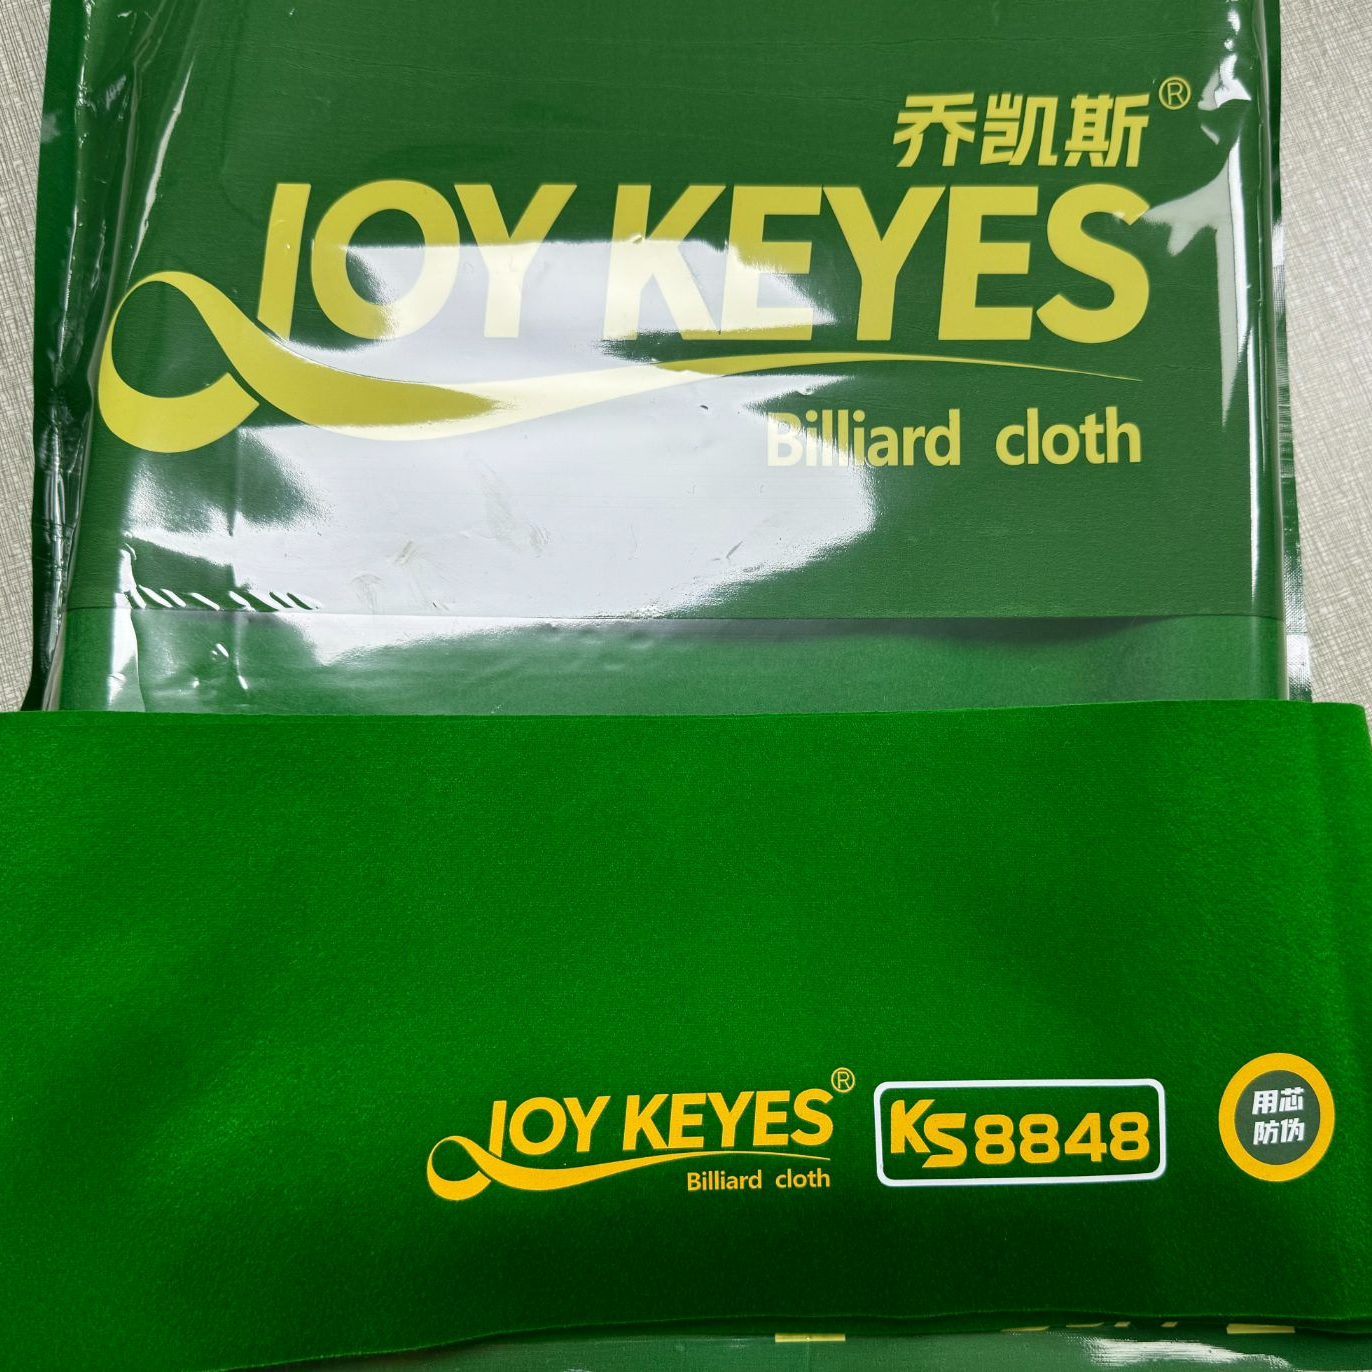 乔凯斯®
JOY KEYES
Billiard cloth
JOY KEYES®
Billiard cloth
KS8848
用芯
防伪